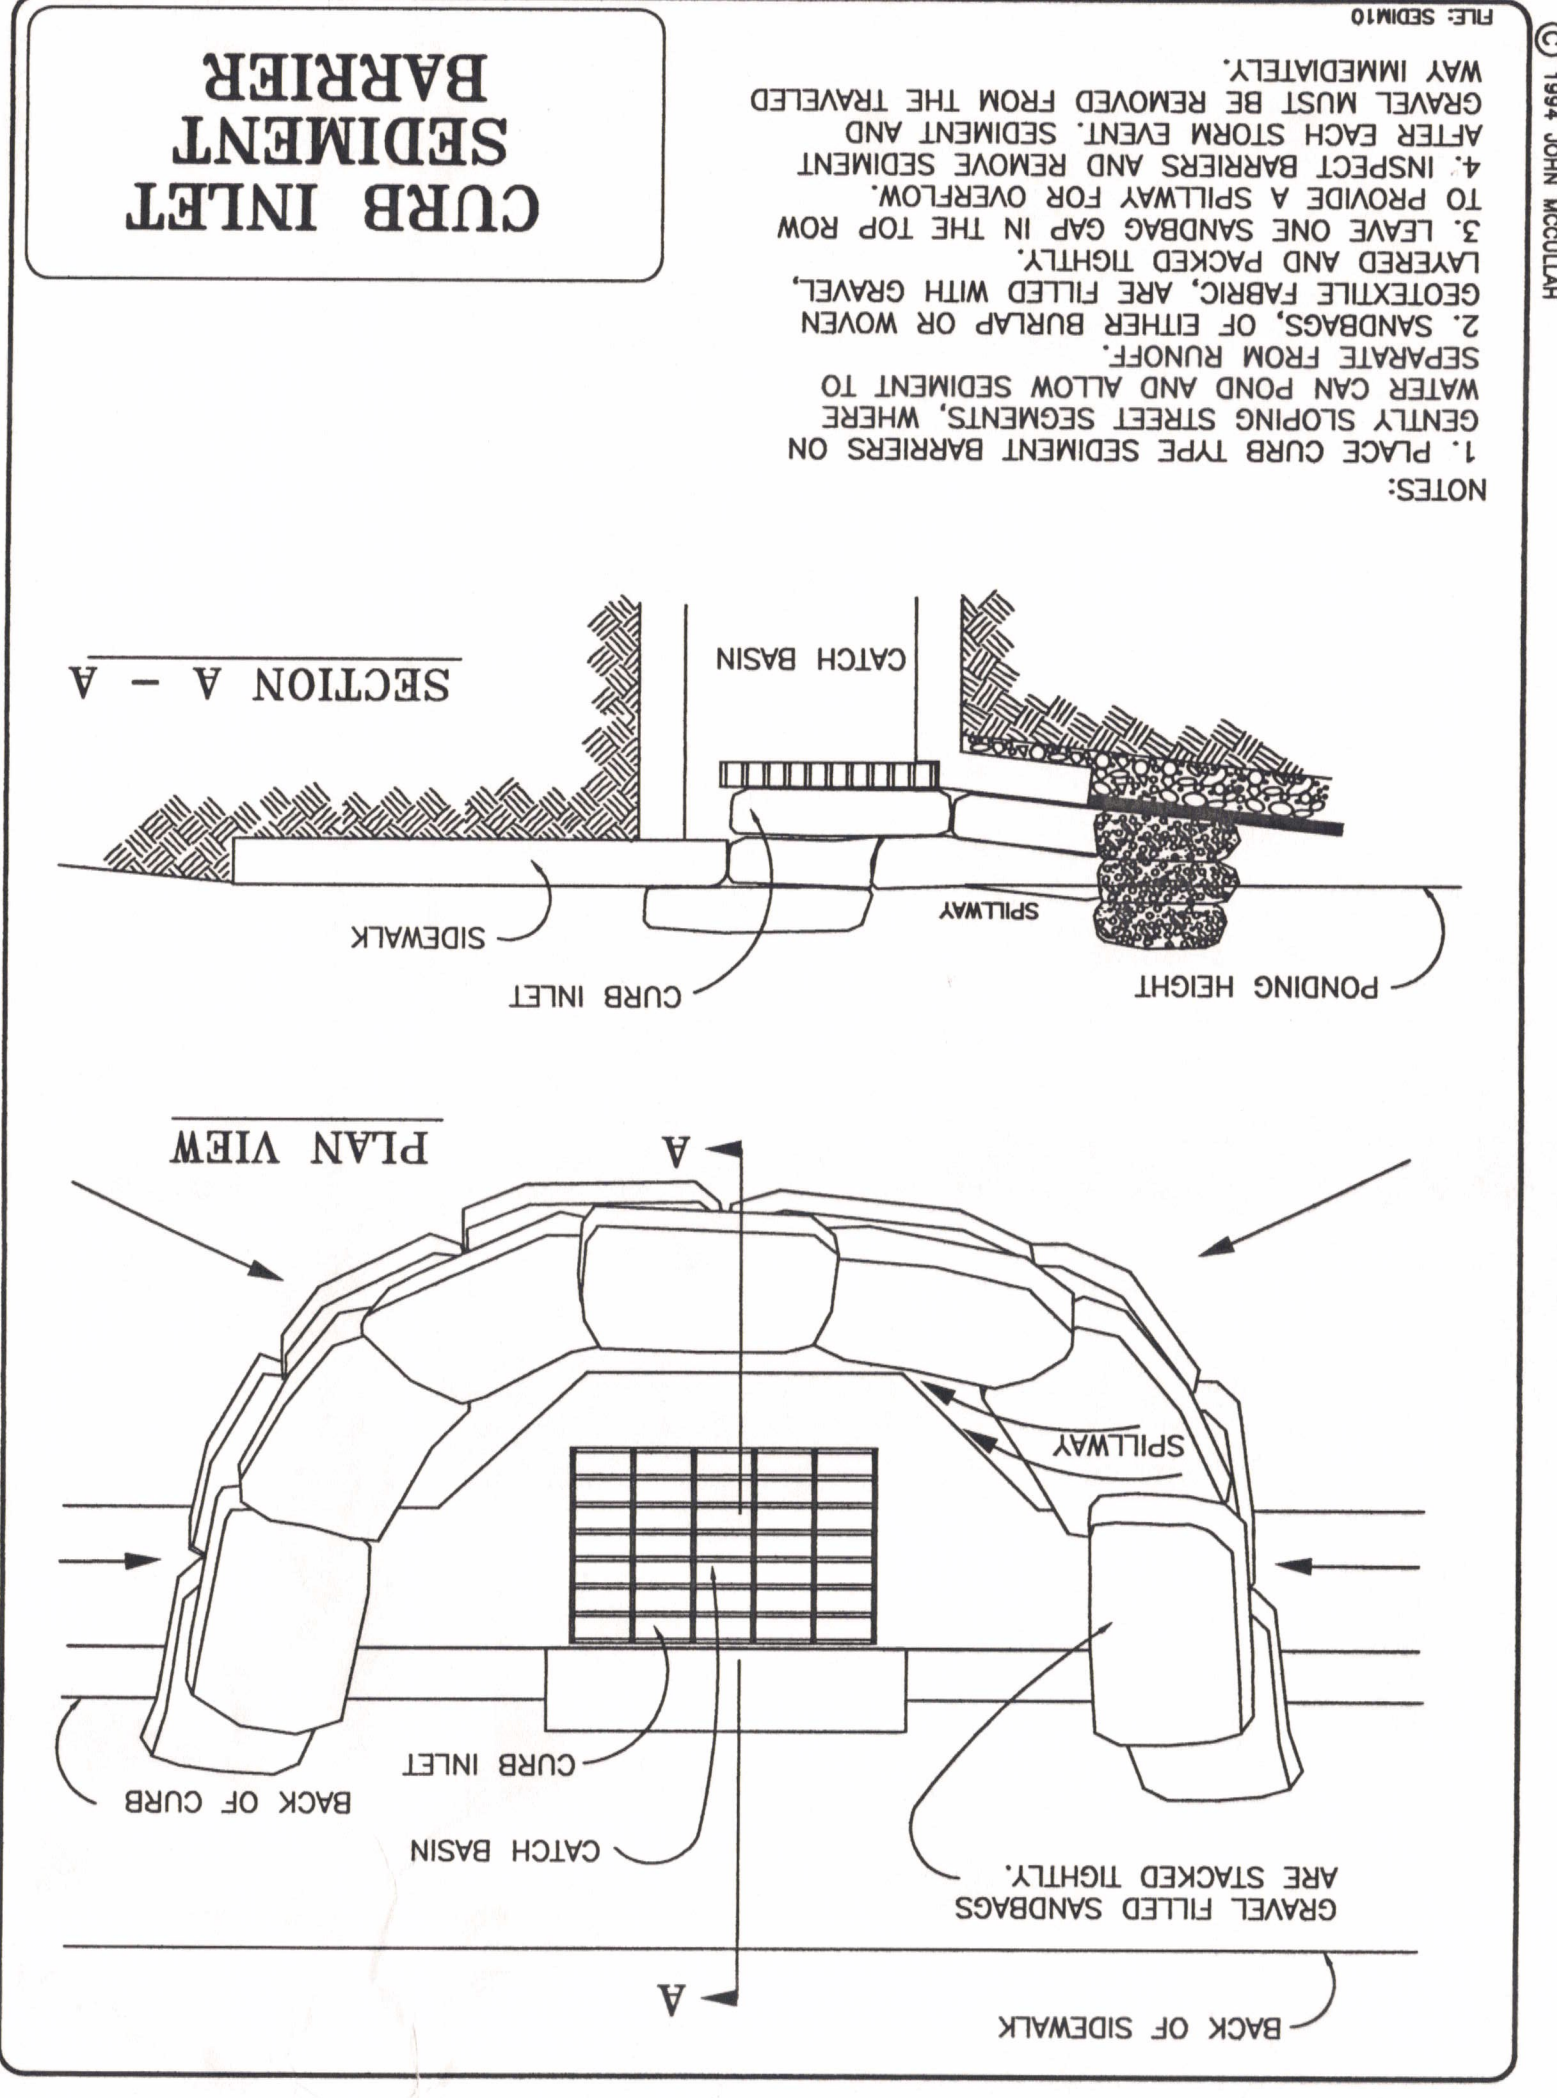 BACK OF SIDEWALK
A
GRAVEL FILLED SANDBAGS
ARE STACKED TIGHTLY.
CATCH BASIN
BACK OF CURB
CURB INLET
SPILLWAY
A
PLAN VIEW
PONDING HEIGHT
CURB INLET
SIDEWALK
SPILLWAY
CATCH BASIN
SECTION A - A
NOTES:
1. PLACE CURB TYPE SEDIMENT BARRIERS ON
GENTLY SLOPING STREET SEGMENTS, WHERE
WATER CAN POND AND ALLOW SEDIMENT TO
SEPARATE FROM RUNOFF.
2. SANDBAGS, OF EITHER BURLAP OR WOVEN
GEOTEXTILE FABRIC, ARE FILLED WITH GRAVEL,
LAYERED AND PACKED TIGHTLY.
3. LEAVE ONE SANDBAG GAP IN THE TOP ROW
TO PROVIDE A SPILLWAY FOR OVERFLOW.
4. INSPECT BARRIERS AND REMOVE SEDIMENT
AFTER EACH STORM EVENT. SEDIMENT AND
GRAVEL MUST BE REMOVED FROM THE TRAVELED
WAY IMMEDIATELY.
CURB INLET
SEDIMENT
BARRIER
FILE: SEDIM10
© 1994 JOHN MCCULLAH